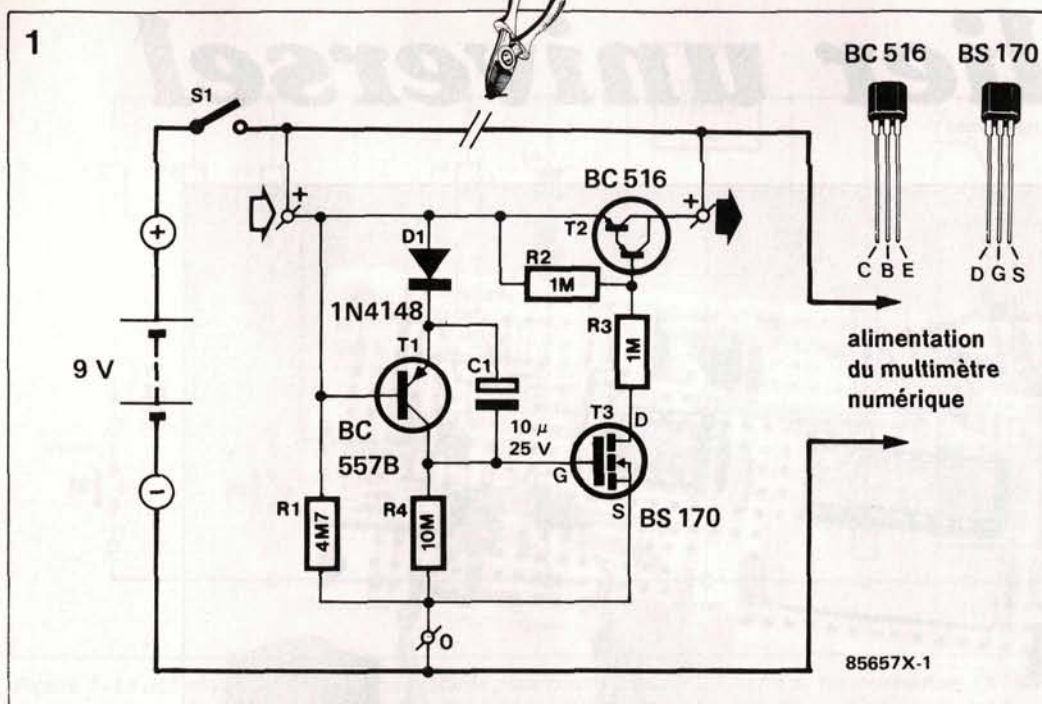 1
BC 516 BS 170
S1
BC 516
+
+
T2
D1
R2
1M
+
1N4148
R3
1M
C B E
D G S
T1
C1
9 V
alimentation
du multimètre
numérique
10 µ
25 V
T3
D
BC
557B
G
S
BS 170
−
R1
4M7
R4
10M
0
85657X-1